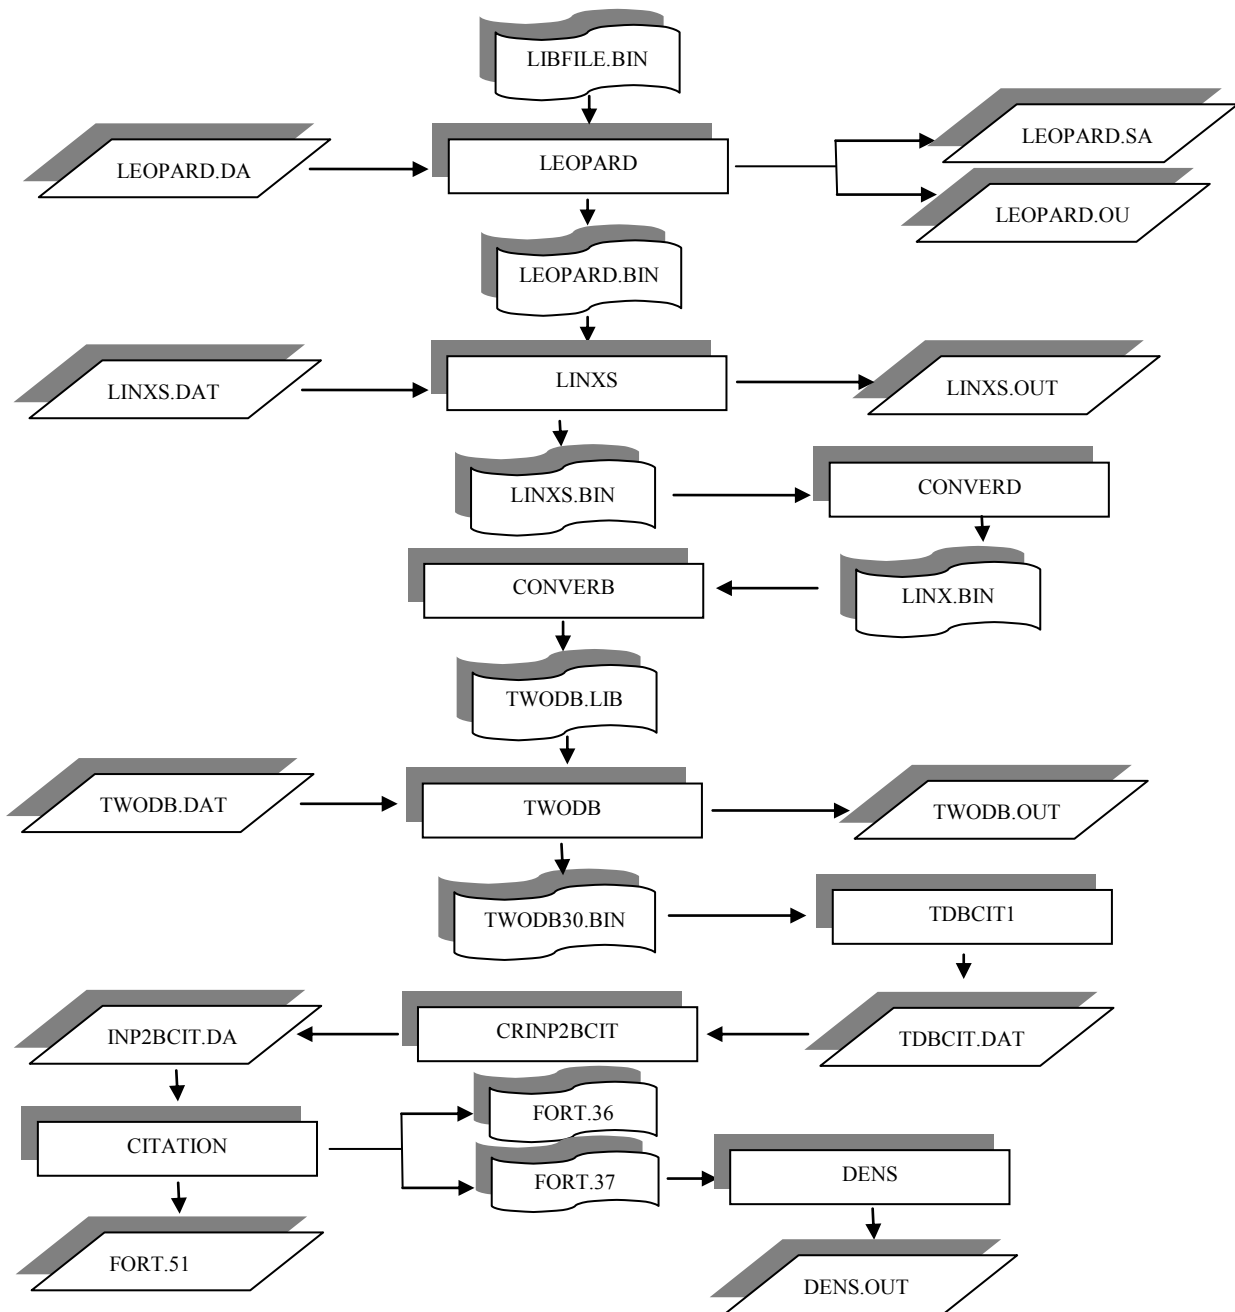 LIBFILE.BIN
LEOPARD.SA
LEOPARD.DA
LEOPARD
LEOPARD.OU
LEOPARD.BIN
LINXS.DAT
LINXS
LINXS.OUT
LINXS.BIN
CONVERD
CONVERB
LINX.BIN
TWODB.LIB
TWODB.DAT
TWODB
TWODB.OUT
TWODB30.BIN
TDBCIT1
INP2BCIT.DA
CRINP2BCIT
TDBCIT.DAT
FORT.36
CITATION
FORT.37
DENS
FORT.51
DENS.OUT